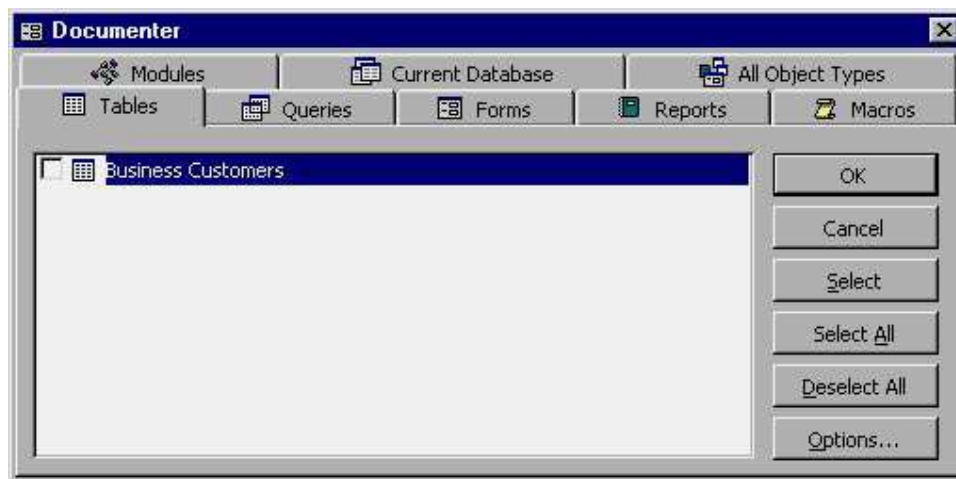 Documenter
Modules Current Database All Object Types
Tables Queries Forms Reports Macros
Business Customers
OK
Cancel
Select
Select All
Deselect All
Options...